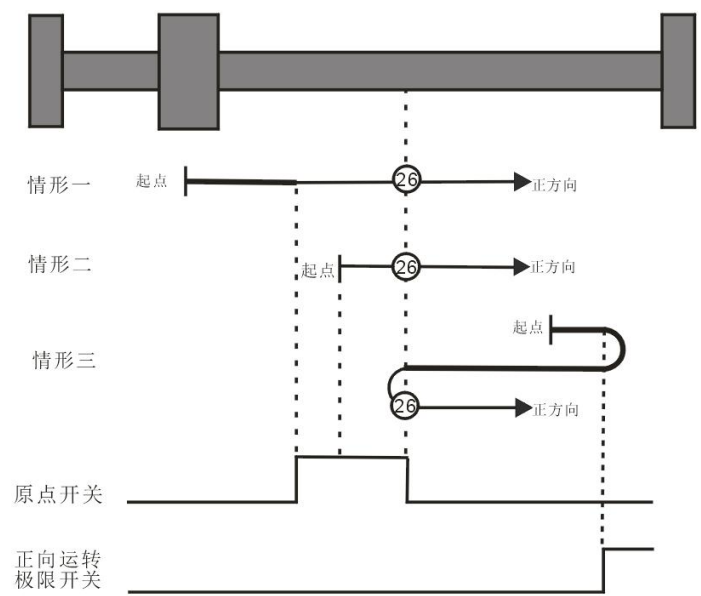 情形一 起点 26 正方向
情形二 起点 26 正方向
起点
情形三
26 正方向
原点开关
正向运转
极限开关